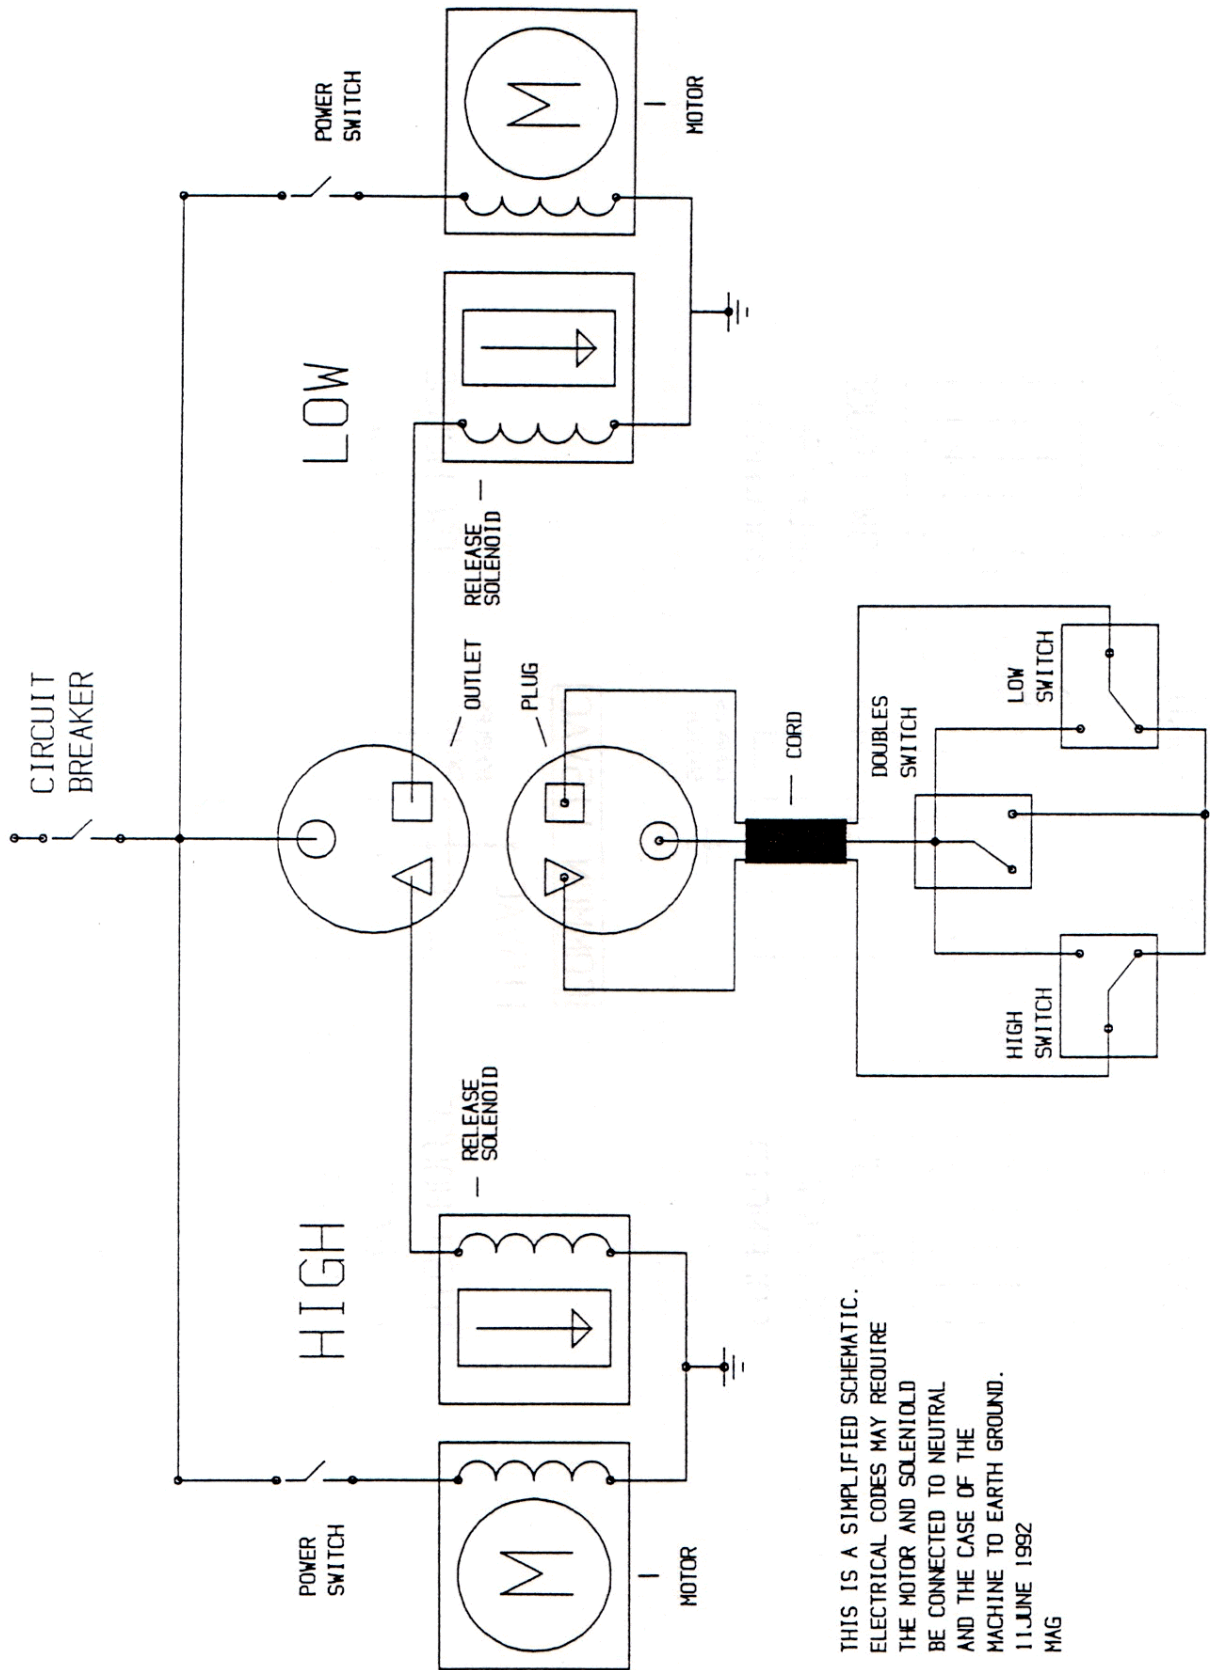 CIRCUIT
BREAKER
POWER
SWITCH
HIGH
LOW
POWER
SWITCH
M
MOTOR
RELEASE
SOLENOID
OUTLET
RELEASE
SOLENOID
M
MOTOR
PLUG
CORD
DOUBLES
SWITCH
HIGH
SWITCH
LOW
SWITCH
THIS IS A SIMPLIFIED SCHEMATIC.
ELECTRICAL CODES MAY REQUIRE
THE MOTOR AND SOLENIOLD
BE CONNECTED TO NEUTRAL
AND THE CASE OF THE
MACHINE TO EARTH GROUND.
11JUNE 1992
MAG